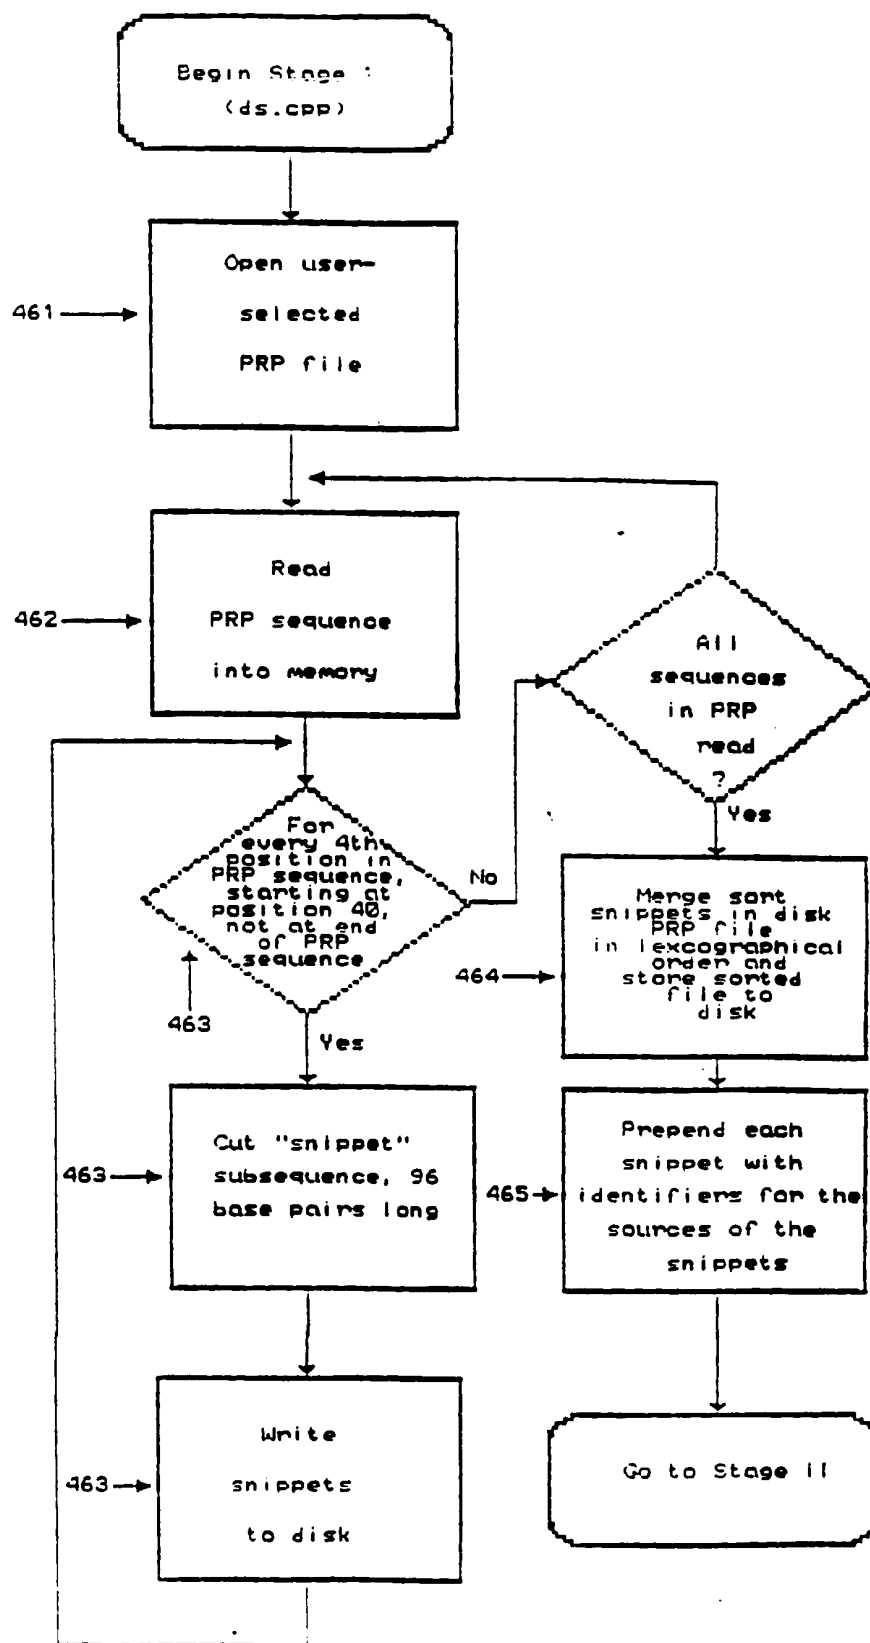 Begin Stage
(ds.cpp)
Open user-
selected
PRP file
461
Read
PRP sequence
into memory
462
For
every 4th
position in
PRP sequence,
starting at
position 40,
not at end
of PRP
sequence
463
No
Yes
Cut "snippet"
subsequence, 96
base pairs long
463
Write
snippets
to disk
463
All
sequences
in PRP
read
?
Yes
Merge sort
snippets in disk
PRP file
in lexcographical
order and
store sorted
file to
disk
464
Prepend each
snippet with
identifiers for the
sources of the
snippets
465
Go to Stage II